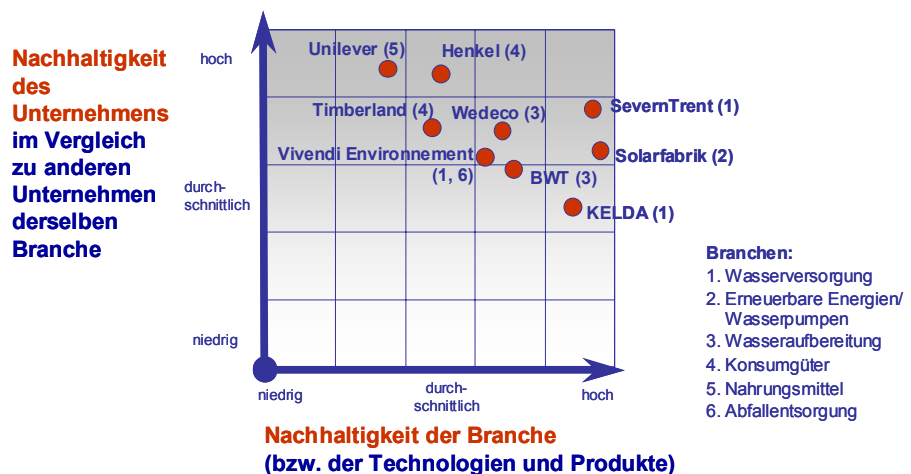 Nachhaltigkeit
des
Unternehmens
im Vergleich
zu anderen
Unternehmen
derselben
Branche
hoch
durch-
schnittlich
niedrig
Unilever (5)
Henkel (4)
Timberland (4)
Wedeco (3)
SevernTrent (1)
Vivendi Environnement
(1, 6)
Solarfabrik (2)
BWT (3)
KELDA (1)
niedrig
durch-
schnittlich
hoch
Nachhaltigkeit der Branche
(bzw. der Technologien und Produkte)
Branchen:
1. Wasserversorgung
2. Erneuerbare Energien/
Wasserpumpen
3. Wasseraufbereitung
4. Konsumgüter
5. Nahrungsmittel
6. Abfallentsorgung